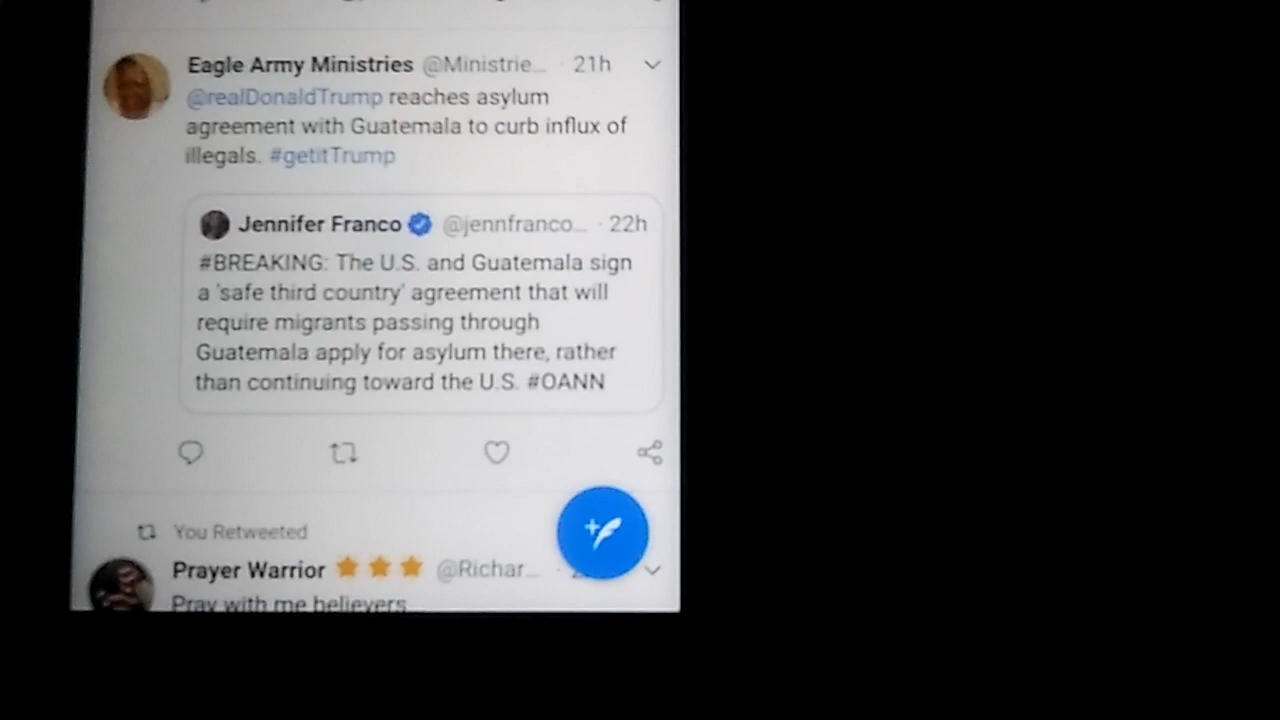 Eagle Army Ministries @Ministrie... · 21h
@realDonaldTrump reaches asylum
agreement with Guatemala to curb influx of
illegals. #getitTrump
Jennifer Franco @jennfranco... · 22h
#BREAKING: The U.S. and Guatemala sign
a 'safe third country' agreement that will
require migrants passing through
Guatemala apply for asylum there, rather
than continuing toward the U.S. #OANN
You Retweeted
Prayer Warrior @Richar... ·
Pray with me believers